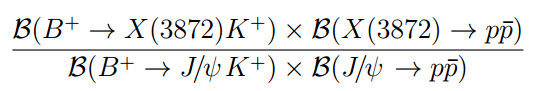 ℬ(B⁺ → X(3872)K⁺) × ℬ(X(3872) → pp̄)
ℬ(B⁺ → J/ψ K⁺) × ℬ(J/ψ → pp̄)